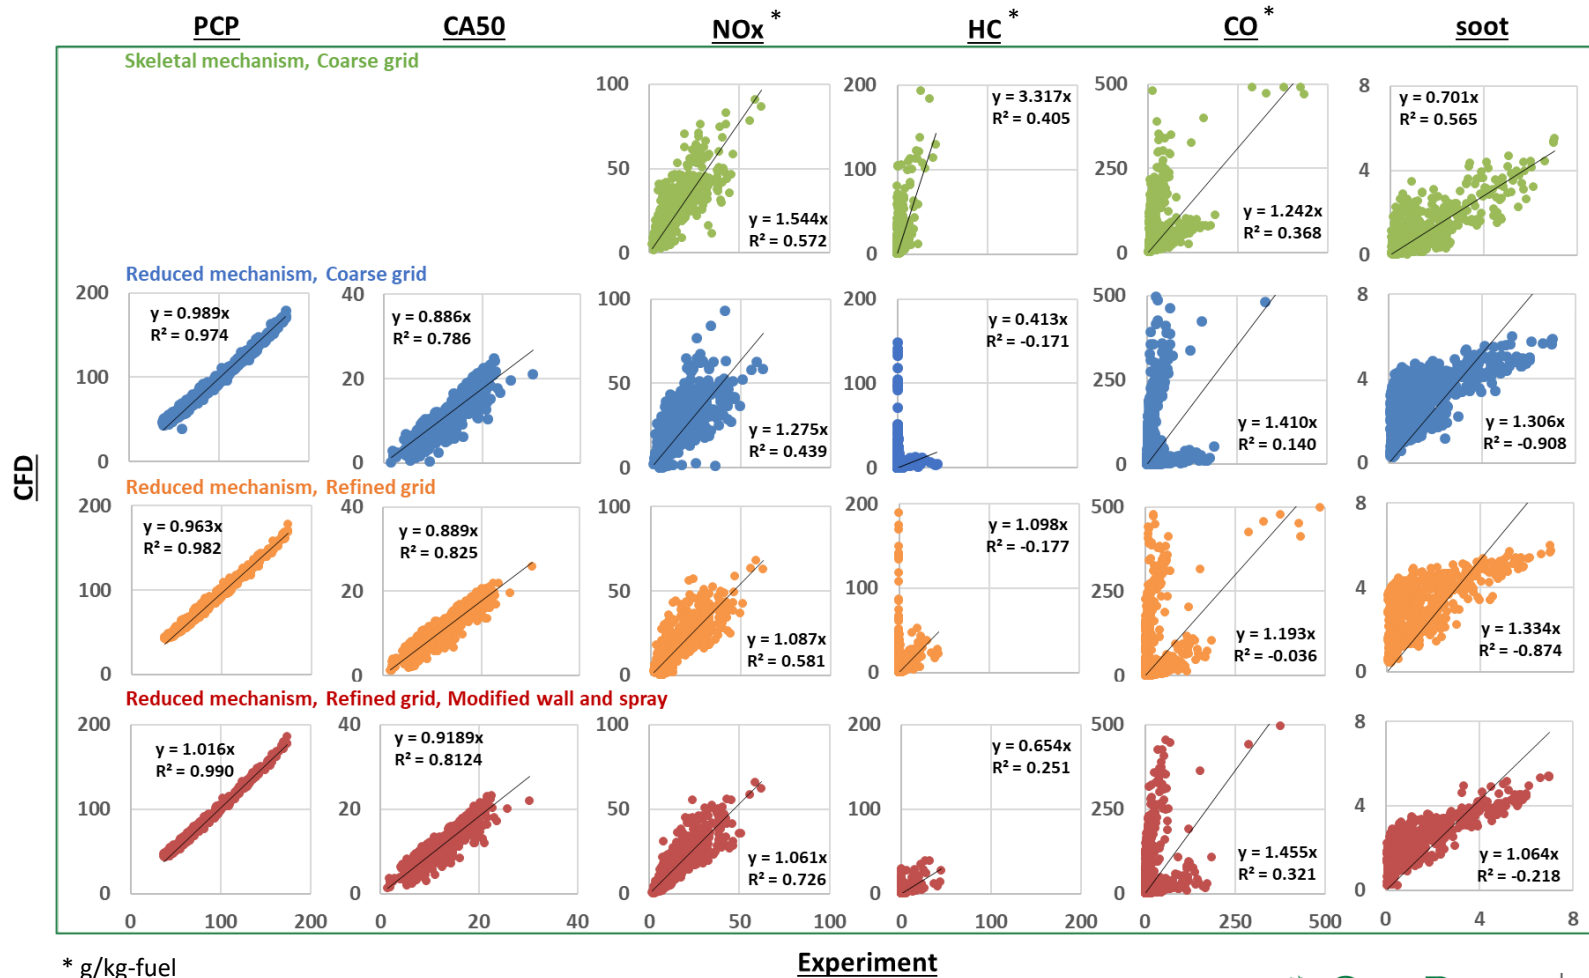 PCP CA50 NOx * HC * CO * soot
Skeletal mechanism, Coarse grid
100 200 500 8
y = 3.317x
R² = 0.405
y = 0.701x
R² = 0.565
50 100 250 4
y = 1.544x
R² = 0.572
y = 1.242x
R² = 0.368
0 0 0 0
Reduced mechanism, Coarse grid
200 40 100 200 500 8
y = 0.989x
R² = 0.974
y = 0.886x
R² = 0.786
y = 0.413x
R² = -0.171
100 20 50 100 250 4
y = 1.275x
R² = 0.439
y = 1.410x
R² = 0.140
y = 1.306x
R² = -0.908
0 0 0 0 0 0
CFD
Reduced mechanism, Refined grid
200 40 100 200 500 8
y = 0.963x
R² = 0.982
y = 0.889x
R² = 0.825
y = 1.098x
R² = -0.177
100 20 50 100 250 4
y = 1.087x
R² = 0.581
y = 1.193x
R² = -0.036
y = 1.334x
R² = -0.874
0 0 0 0 0 0
Reduced mechanism, Refined grid, Modified wall and spray
200 40 100 200 500 8
y = 1.016x
R² = 0.990
y = 0.9189x
R² = 0.8124
y = 0.654x
R² = 0.251
100 20 50 100 250 4
y = 1.061x
R² = 0.726
y = 1.455x
R² = 0.321
y = 1.064x
R² = -0.218
0 0 0 0 0 0
0 100 200 0 20 40 0 50 100 0 100 200 0 250 500 0 4 8
* g/kg-fuel
Experiment